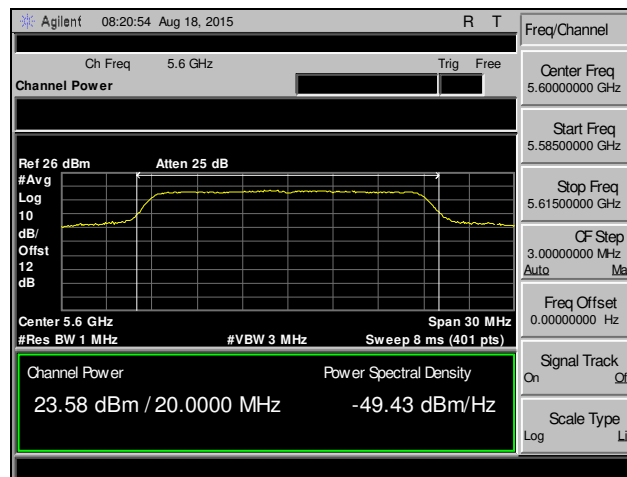 Agilent 08:20:54 Aug 18, 2015 R T
Ch Freq 5.6 GHz Trig Free
Channel Power
Ref 26 dBm Atten 25 dB
#Avg
Log
10
dB/
Offst
12
dB
Center 5.6 GHz Span 30 MHz
#Res BW 1 MHz #VBW 3 MHz Sweep 8 ms (401 pts)
Channel Power Power Spectral Density
23.58 dBm / 20.0000 MHz -49.43 dBm/Hz
Freq/Channel
Center Freq
5.60000000 GHz
Start Freq
5.58500000 GHz
Stop Freq
5.61500000 GHz
CF Step
3.00000000 MHz
Auto Ma
Freq Offset
0.00000000 Hz
Signal Track
On Of
Scale Type
Log Li